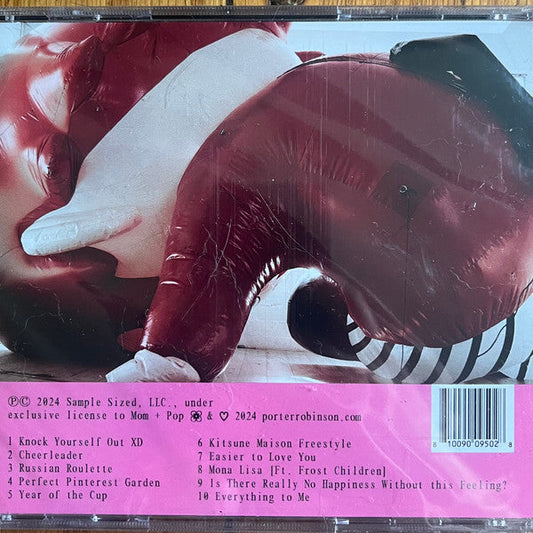 ℗© 2024 Sample Sized, LLC., under
exclusive license to Mom + Pop & ♡ 2024 porterrobinson.com
1 Knock Yourself Out XD
2 Cheerleader
3 Russian Roulette
4 Perfect Pinterest Garden
5 Year of the Cup
6 Kitsune Maison Freestyle
7 Easier to Love You
8 Mona Lisa [Ft. Frost Children]
9 Is There Really No Happiness Without this Feeling?
10 Everything to Me
8 10090 09502 8